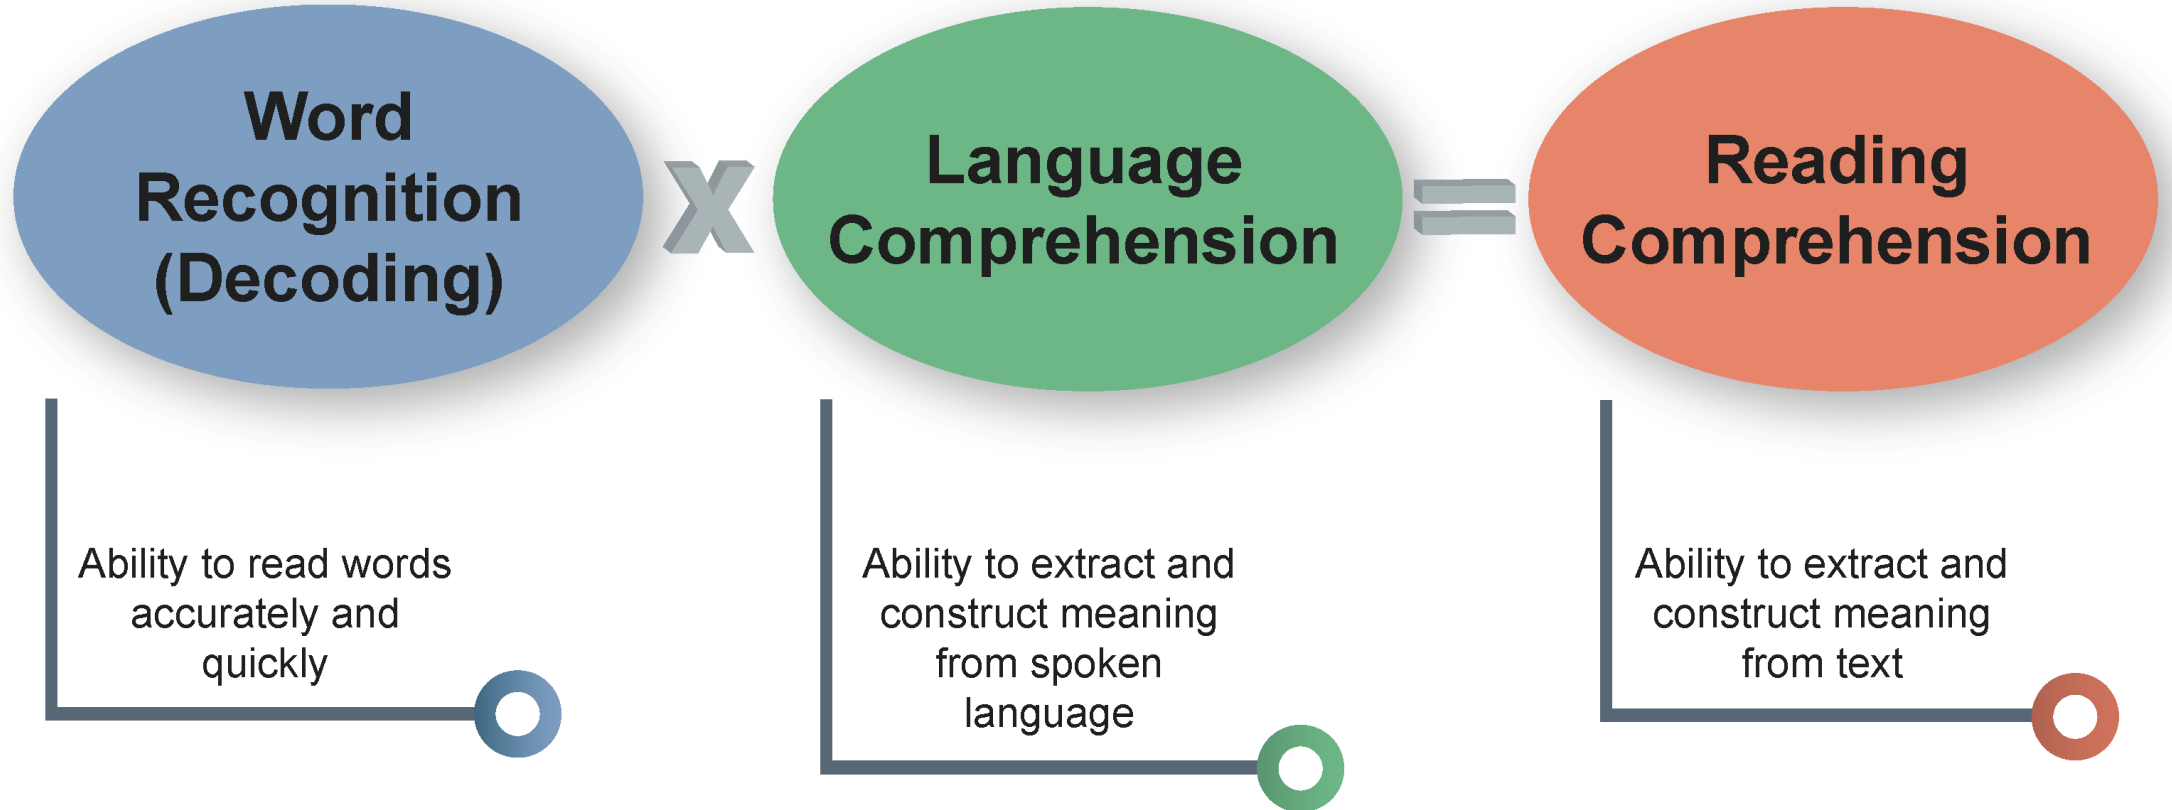 Word
Recognition
(Decoding)
x
Language
Comprehension
=
Reading
Comprehension
Ability to read words
accurately and
quickly
Ability to extract and
construct meaning
from spoken
language
Ability to extract and
construct meaning
from text